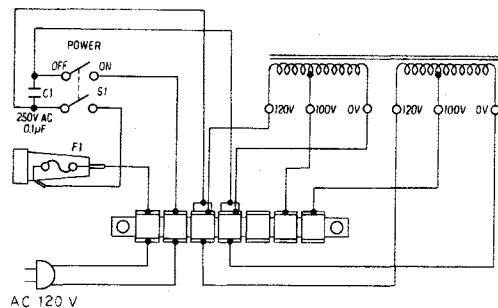 POWER
OFF ON
C1 S1
250V AC
0.1μF
F1
120V 100V 0V 120V 100V 0V
AC 120 V